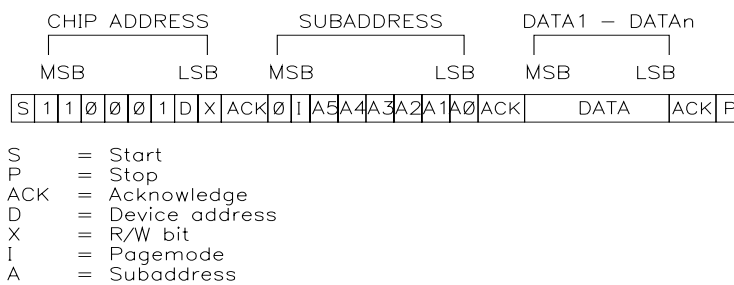 CHIP ADDRESS SUBADDRESS DATA1 – DATAn
MSB LSB MSB LSB MSB LSB
S 1 1 Ø Ø Ø 1 D X ACK Ø I A5 A4 A3 A2 A1 AØ ACK DATA ACK P
S = Start
P = Stop
ACK = Acknowledge
D = Device address
X = R/W bit
I = Pagemode
A = Subaddress